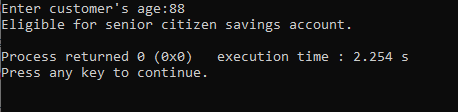 Enter customer's age:88
Eligible for senior citizen savings account.
Process returned 0 (0x0)   execution time : 2.254 s
Press any key to continue.